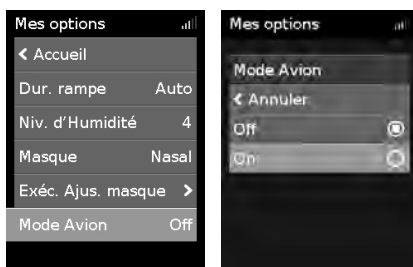 Mes options
< Accueil
Dur. rampe Auto
Niv. d'Humidité 4
Masque Nasal
Exéc. Ajus. masque >
Mode Avion Off
Mes options
Mode Avion
< Annuler
Off
On